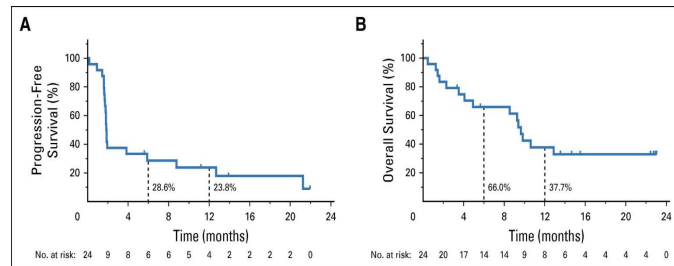 A
Progression-Free
Survival (%)
100
80
60
40
20
28.6%
23.8%
0 4 8 12 16 20 24
Time (months)
No. at risk: 24 9 8 6 6 5 4 2 2 2 2 0
B
Overall Survival (%)
100
80
60
40
20
66.0%
37.7%
0 4 8 12 16 20 24
Time (months)
No. at risk: 24 20 17 14 14 9 8 6 4 4 4 4 0